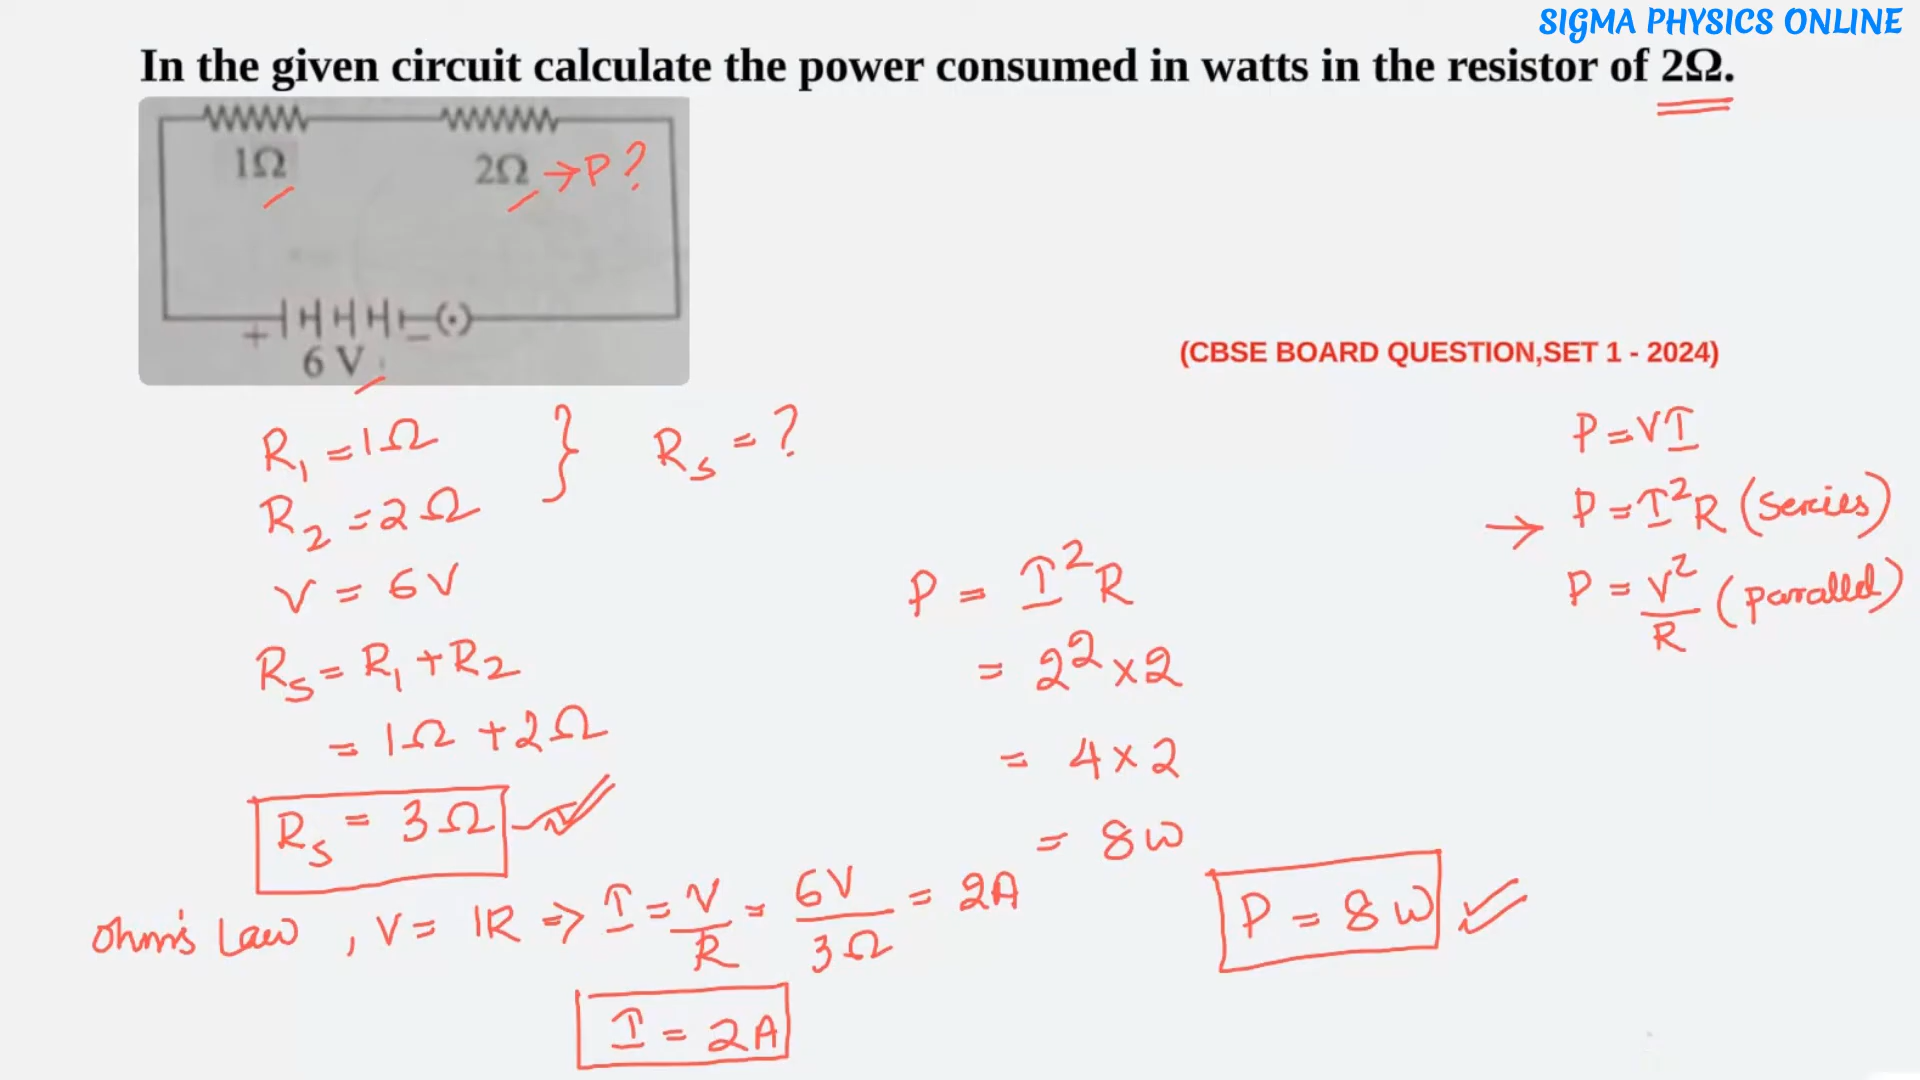 SIGMA PHYSICS ONLINE
In the given circuit calculate the power consumed in watts in the resistor of 2Ω.
1Ω
2Ω → P ?
+ −
6 V
(CBSE BOARD QUESTION,SET 1 - 2024)
R₁ = 1Ω } Rₛ = ?
R₂ = 2Ω
V = 6V
Rₛ = R₁ + R₂
= 1Ω + 2Ω
Rₛ = 3Ω
ohm's Law , V = IR ⇒ I = V/R = 6V/3Ω = 2A
I = 2A
P = I²R
= 2² × 2
= 4 × 2
= 8W
P = 8W
P = VI
→ P = I²R (Series)
P = V²/R (Parallel)